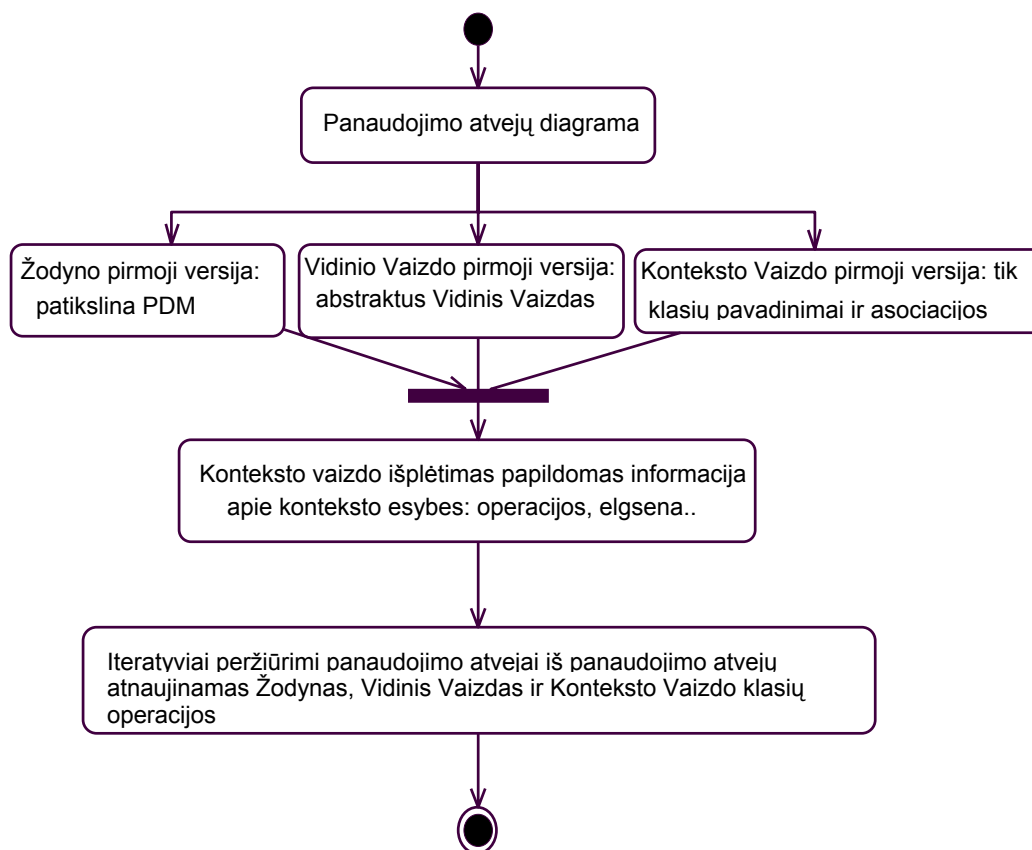 Panaudojimo atvejų diagrama
Žodyno pirmoji versija:
patikslina PDM
Vidinio Vaizdo pirmoji versija:
abstraktus Vidinis Vaizdas
Konteksto Vaizdo pirmoji versija: tik
klasių pavadinimai ir asociacijos
Konteksto vaizdo išplėtimas papildomas informacija
apie konteksto esybes: operacijos, elgsena..
Iteratyviai peržiūrimi panaudojimo atvejai iš panaudojimo atvejų
atnaujinamas Žodynas, Vidinis Vaizdas ir Konteksto Vaizdo klasių
operacijos